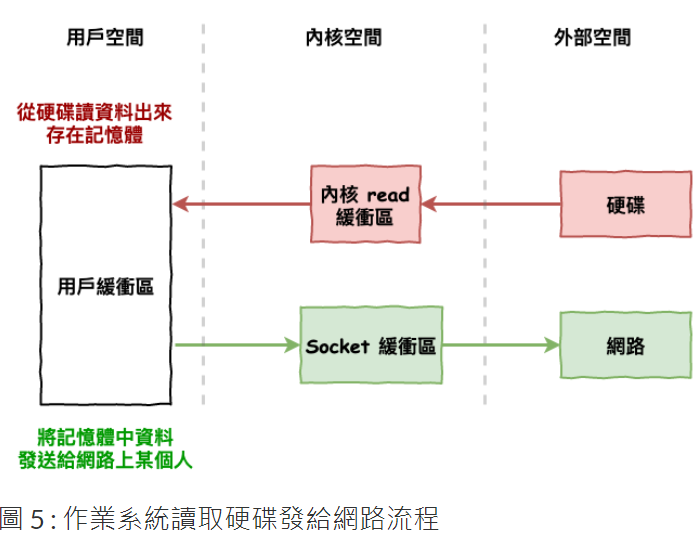 用戶空間
內核空間
外部空間
從硬碟讀資料出來
存在記憶體
內核 read
緩衝區
硬碟
用戶緩衝區
Socket 緩衝區
網路
將記憶體中資料
發送給網路上某個人
圖 5 : 作業系統讀取硬碟發給網路流程